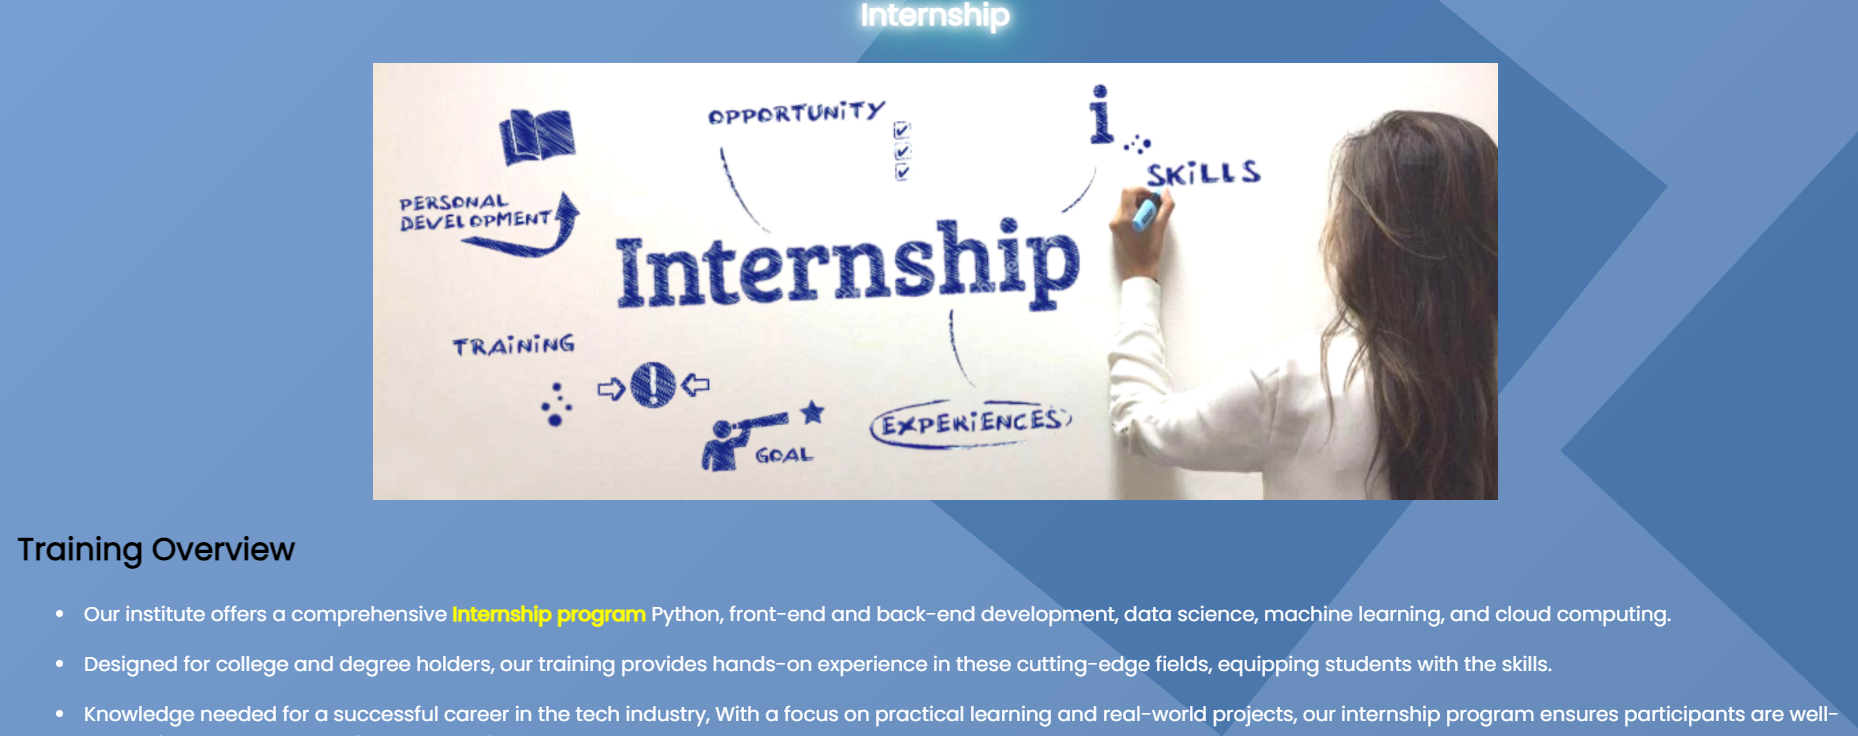 Internship
OPPORTUNITY
i
SKILLS
PERSONAL
DEVELOPMENT
Internship
TRAINING
!
EXPERIENCES
GOAL
Training Overview
Our institute offers a comprehensive Internship program Python, front-end and back-end development, data science, machine learning, and cloud computing.
Designed for college and degree holders, our training provides hands-on experience in these cutting-edge fields, equipping students with the skills.
Knowledge needed for a successful career in the tech industry, With a focus on practical learning and real-world projects, our internship program ensures participants are well-